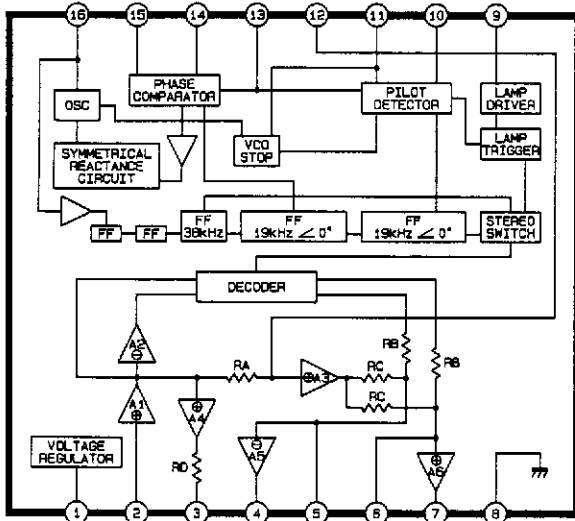 16 15 14 13 12 11 10 9
PHASE
COMPARATOR
OSC
VCO
STOP
PILOT
DETECTOR
LAMP
DRIVER
LAMP
TRIGGER
SYMMETRICAL
REACTANCE
CIRCUIT
FF
FF
FF
38kHz
FF
19kHz ∠ 0°
FF
19kHz ∠ 0°
STEREO
SWITCH
DECODER
A2
⊖
RB
RB
RA
⊕A3
RC
RC
A1
⊕
⊕
A4
RD
⊖
A5
⊕
A6
VOLTAGE
REGULATOR
1 2 3 4 5 6 7 8